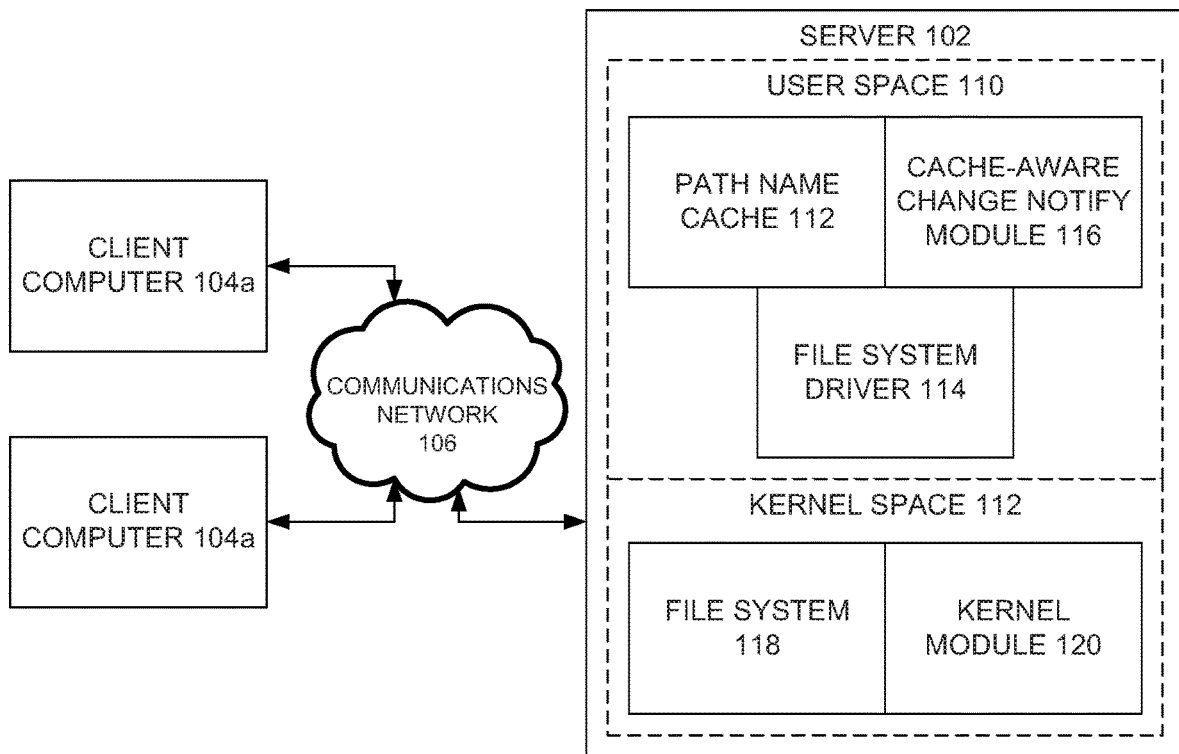 SERVER 102
USER SPACE 110
PATH NAME
CACHE 112
CACHE-AWARE
CHANGE NOTIFY
MODULE 116
CLIENT
COMPUTER 104a
FILE SYSTEM
DRIVER 114
COMMUNICATIONS
NETWORK
106
CLIENT
COMPUTER 104a
KERNEL SPACE 112
FILE SYSTEM
118
KERNEL
MODULE 120